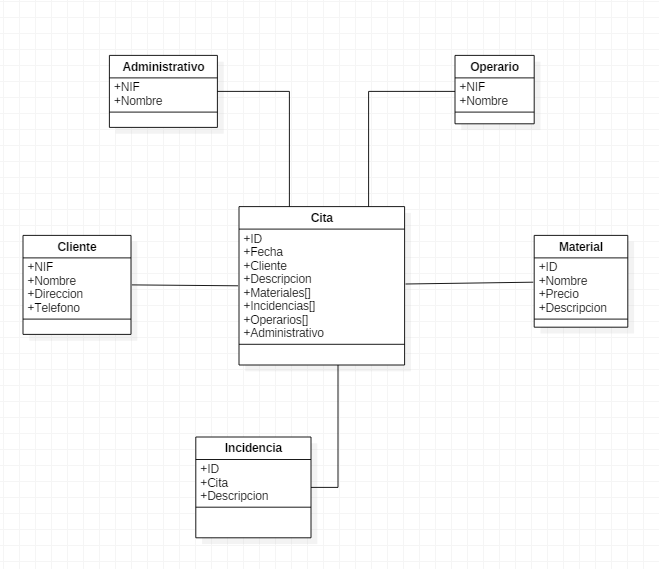 Administrativo
+NIF
+Nombre
Operario
+NIF
+Nombre
Cita
+ID
+Fecha
+Cliente
+Descripcion
+Materiales[]
+Incidencias[]
+Operarios[]
+Administrativo
Cliente
+NIF
+Nombre
+Direccion
+Telefono
Material
+ID
+Nombre
+Precio
+Descripcion
Incidencia
+ID
+Cita
+Descripcion